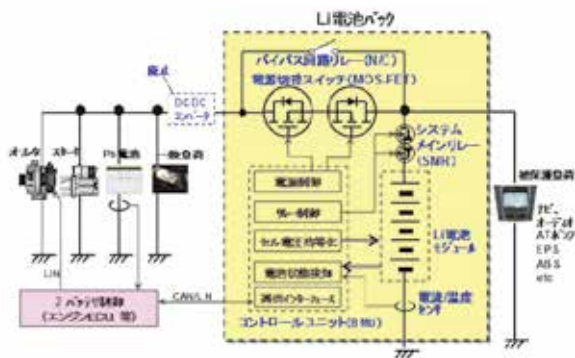 Li電池パック
バイパス回路リレー(N/C)
電源切替スイッチ(MOS-FET)
廃止
DCDC
コンバータ
オルタ
スタータ
Pb電池
一般負荷
システム
メインリレー
(SMR)
被保護負荷
ナビ、
オーディオ
ATポンプ
EPS
ABS
etc
電源制御
リレー制御
セル電圧均等化
電池状態検知
通信インターフェース
Li電池
モジュール
電流/温度
センサ
コントロールユニット(BMU)
LIN
CAN/LIN
2バッテリ制御
(エンジンECU 等)